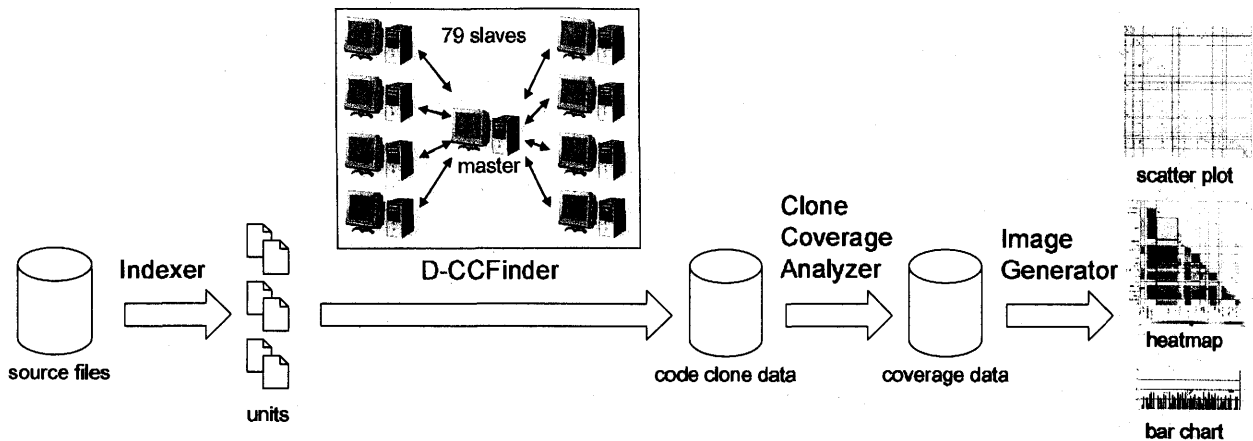 79 slaves
master
D-CCFinder
source files
Indexer
units
code clone data
Clone
Coverage
Analyzer
coverage data
Image
Generator
scatter plot
heatmap
bar chart